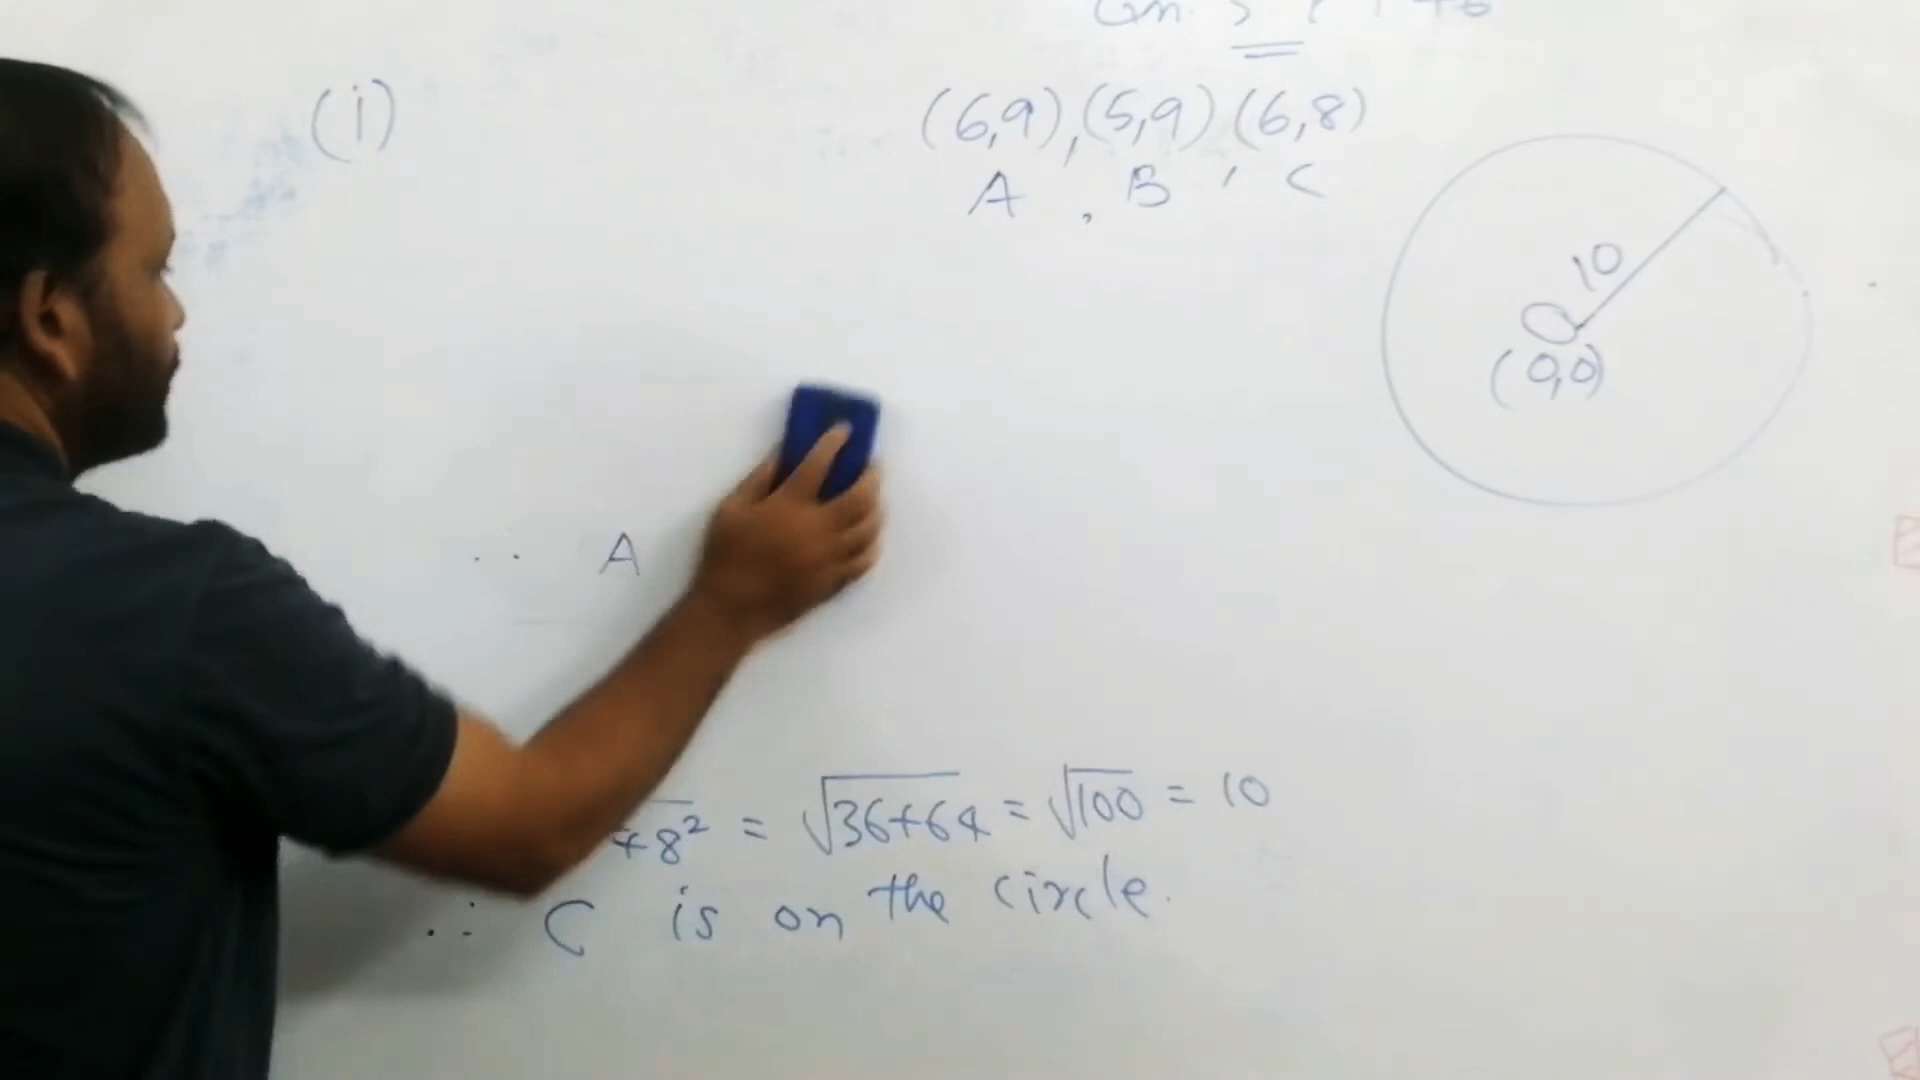 (i)
(6,9),(5,9)(6,8)
A , B , C
10
O
(0,0)
A
+8² = √36+64 = √100 = 10
∴ C is on the circle.